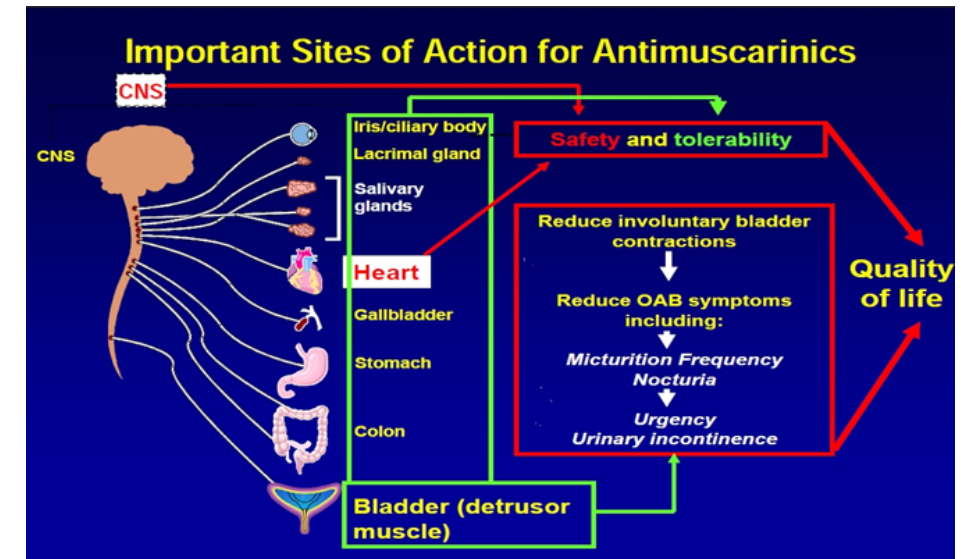 Important Sites of Action for Antimuscarinics
CNS
CNS
Iris/ciliary body
Lacrimal gland
Salivary
glands
Heart
Gallbladder
Stomach
Colon
Bladder (detrusor
muscle)
Safety and tolerability
Reduce involuntary bladder
contractions
Reduce OAB symptoms
including:
Micturition Frequency
Nocturia
Urgency
Urinary incontinence
Quality
of life